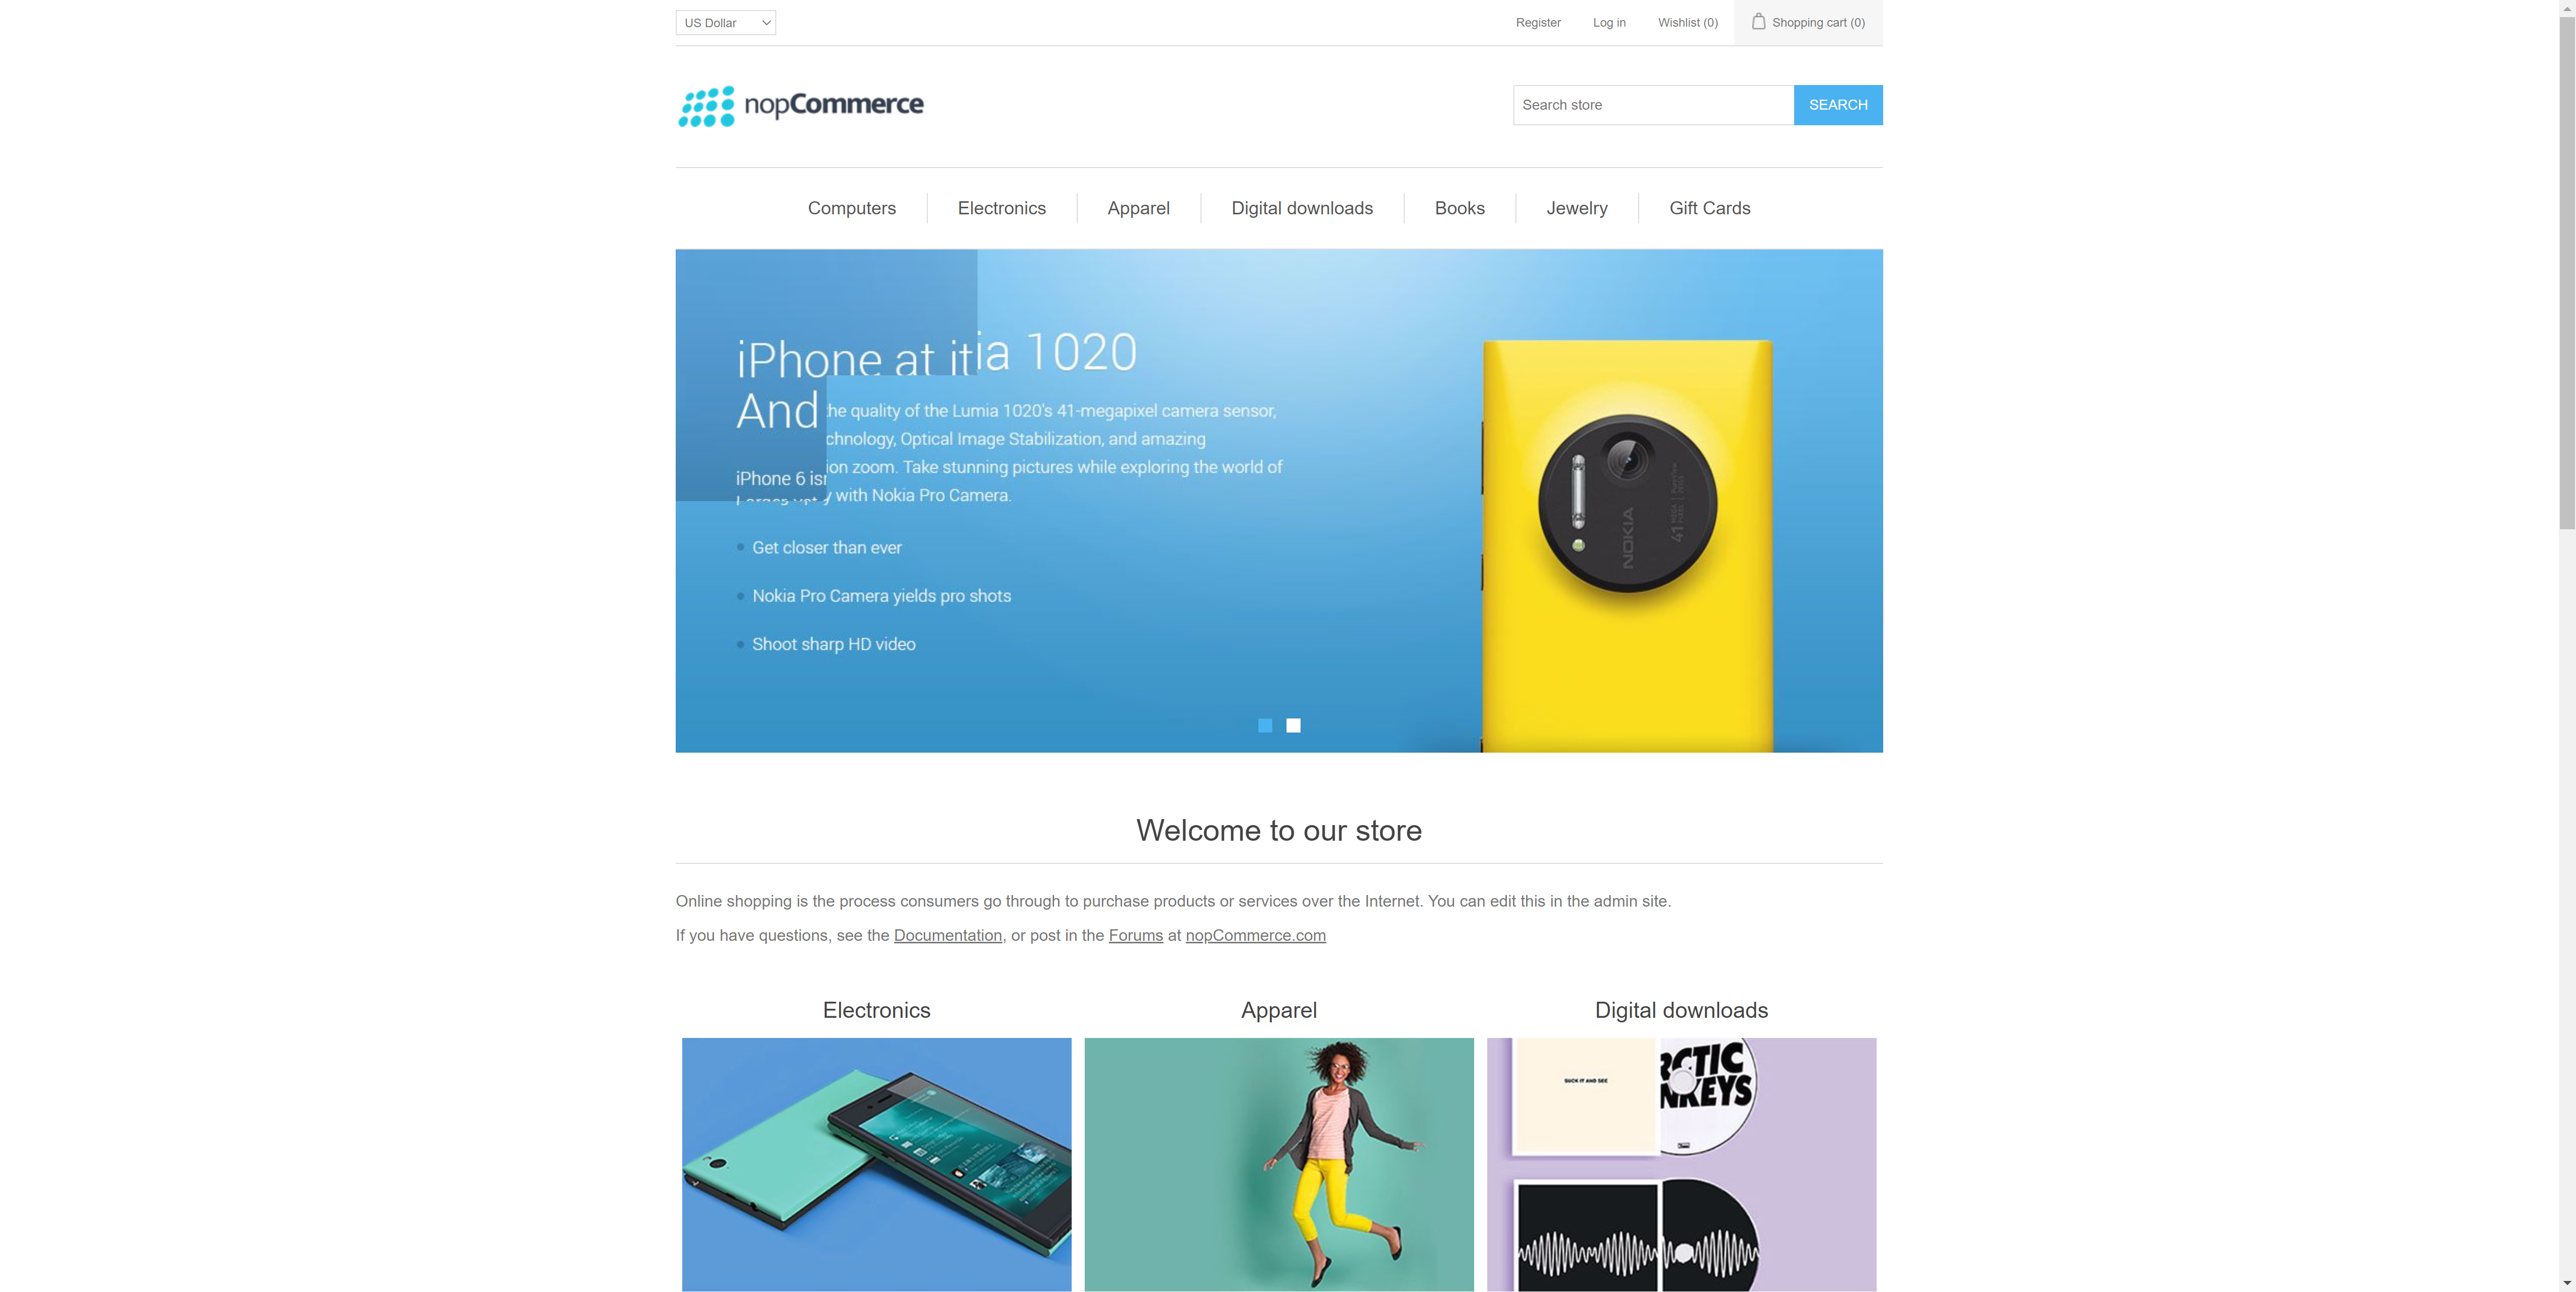 US Dollar
Register
Log in
Wishlist (0)
Shopping cart (0)
nopCommerce
Search store
SEARCH
Computers
Electronics
Apparel
Digital downloads
Books
Jewelry
Gift Cards
iPhone at it
ia 1020
And
the quality of the Lumia 1020's 41-megapixel camera sensor,
chnology, Optical Image Stabilization, and amazing
ion zoom. Take stunning pictures while exploring the world of
iPhone 6 isn
y with Nokia Pro Camera.
Get closer than ever
Nokia Pro Camera yields pro shots
Shoot sharp HD video
NOKIA
41
Welcome to our store
Online shopping is the process consumers go through to purchase products or services over the Internet. You can edit this in the admin site.
If you have questions, see the Documentation, or post in the Forums at nopCommerce.com
Electronics
Apparel
Digital downloads
SUCK IT AND SEE
RCTIC
NKEYS